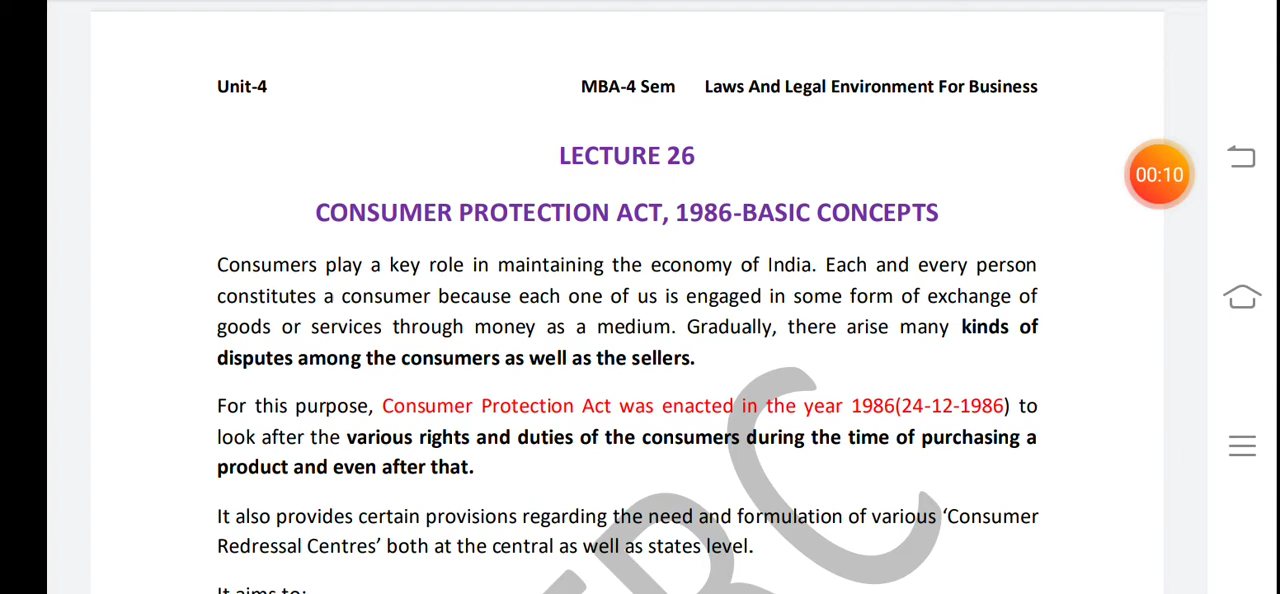 Unit-4 MBA-4 Sem Laws And Legal Environment For Business
LECTURE 26
00:10
CONSUMER PROTECTION ACT, 1986-BASIC CONCEPTS
Consumers play a key role in maintaining the economy of India. Each and every person
constitutes a consumer because each one of us is engaged in some form of exchange of
goods or services through money as a medium. Gradually, there arise many kinds of
disputes among the consumers as well as the sellers.
For this purpose, Consumer Protection Act was enacted in the year 1986(24-12-1986) to
look after the various rights and duties of the consumers during the time of purchasing a
product and even after that.
It also provides certain provisions regarding the need and formulation of various ‘Consumer
Redressal Centres’ both at the central as well as states level.
It aims to: